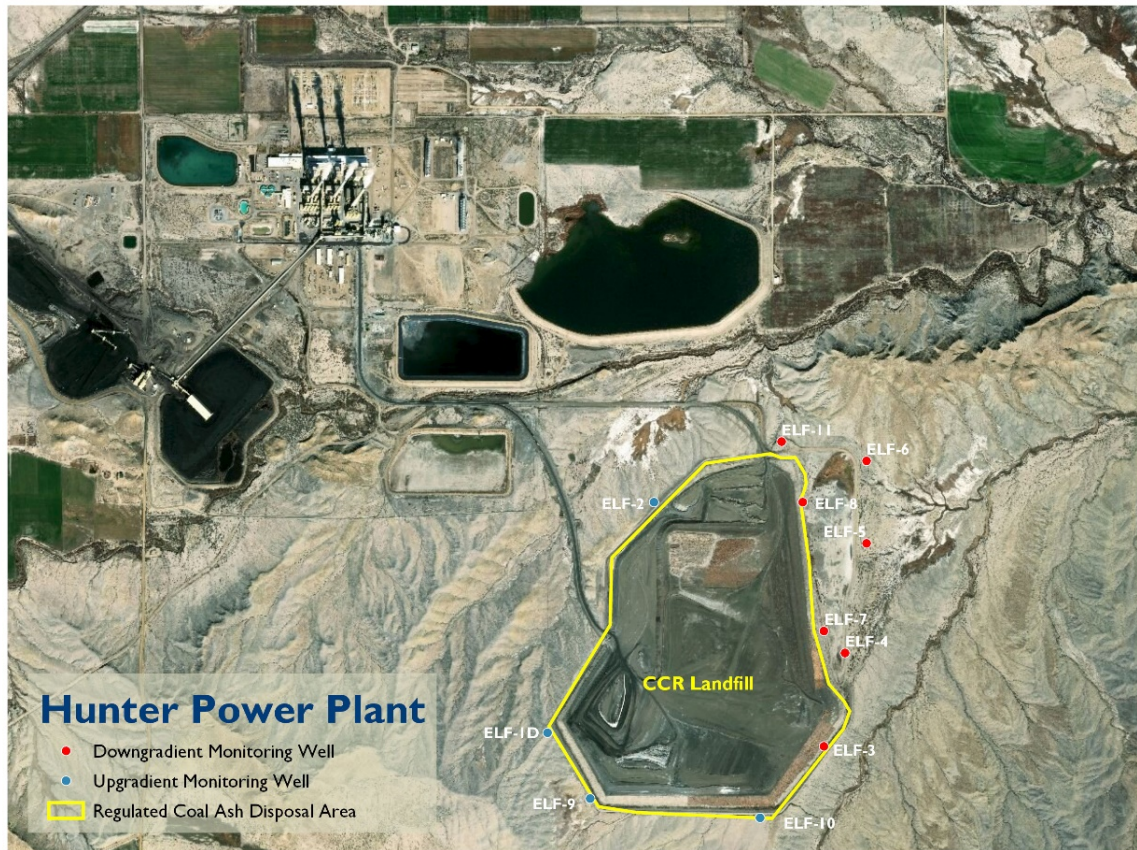 ELF-11
ELF-6
ELF-2
ELF-8
ELF-5
ELF-7
ELF-4
CCR Landfill
Hunter Power Plant
ELF-1D
Downgradient Monitoring Well
ELF-3
Upgradient Monitoring Well
ELF-9
Regulated Coal Ash Disposal Area
ELF-10